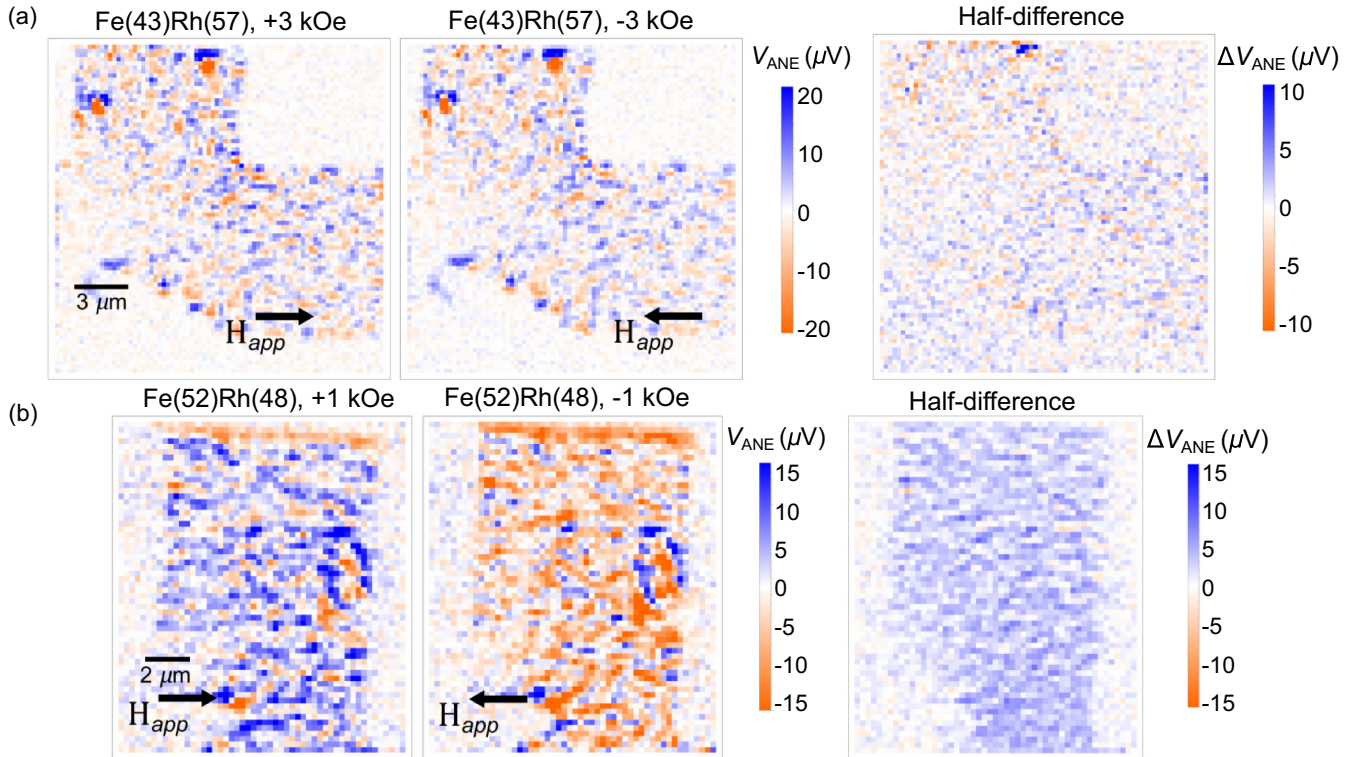 (a)
Fe(43)Rh(57), +3 kOe
Fe(43)Rh(57), -3 kOe
Half-difference
V_ANE (μV)
20
10
0
-10
-20
ΔV_ANE (μV)
10
5
0
-5
-10
3 μm
H_app
H_app
(b)
Fe(52)Rh(48), +1 kOe
Fe(52)Rh(48), -1 kOe
Half-difference
V_ANE (μV)
15
10
5
0
-5
-10
-15
ΔV_ANE (μV)
15
10
5
0
-5
-10
-15
2 μm
H_app
H_app